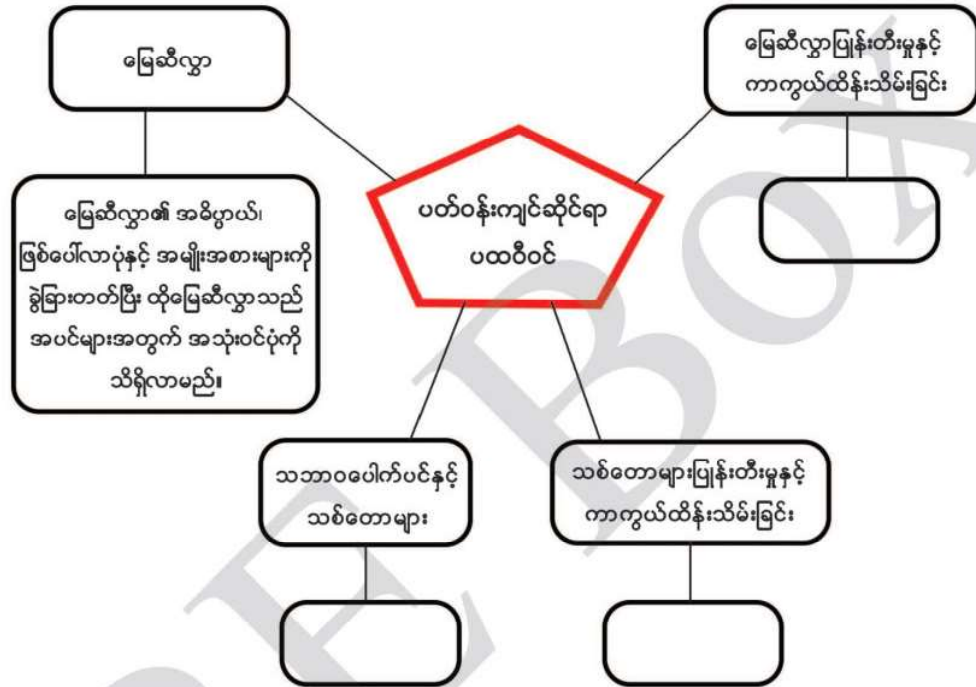 မြေဆီလွှာ
မြေဆီလွှာပြုန်းတီးမှုနှင့်
ကာကွယ်ထိန်းသိမ်းခြင်း
ပတ်ဝန်းကျင်ဆိုင်ရာ
ပထဝီဝင်
မြေဆီလွှာ၏ အဓိပ္ပာယ်၊
ဖြစ်ပေါ်လာပုံနှင့် အမျိုးအစားများကို
ခွဲခြားတတ်ပြီး ထိုမြေဆီလွှာသည်
အပင်များအတွက် အသုံးဝင်ပုံကို
သိရှိလာမည်။
သဘာဝပေါက်ပင်နှင့်
သစ်တောများ
သစ်တောများပြုန်းတီးမှုနှင့်
ကာကွယ်ထိန်းသိမ်းခြင်း
E BOX